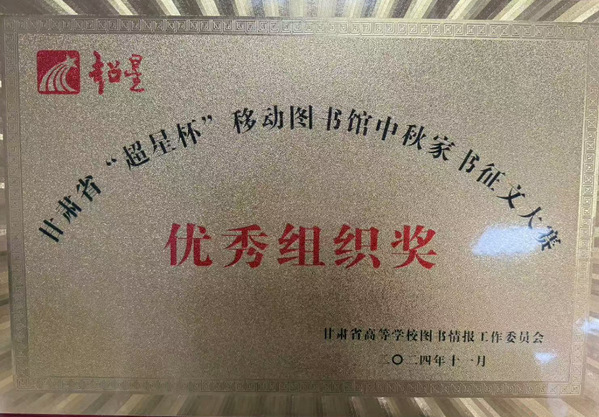 超星
甘肃省“超星杯”移动图书馆中秋家书征文大赛
优秀组织奖
甘肃省高等学校图书情报工作委员会
二〇二四年十一月